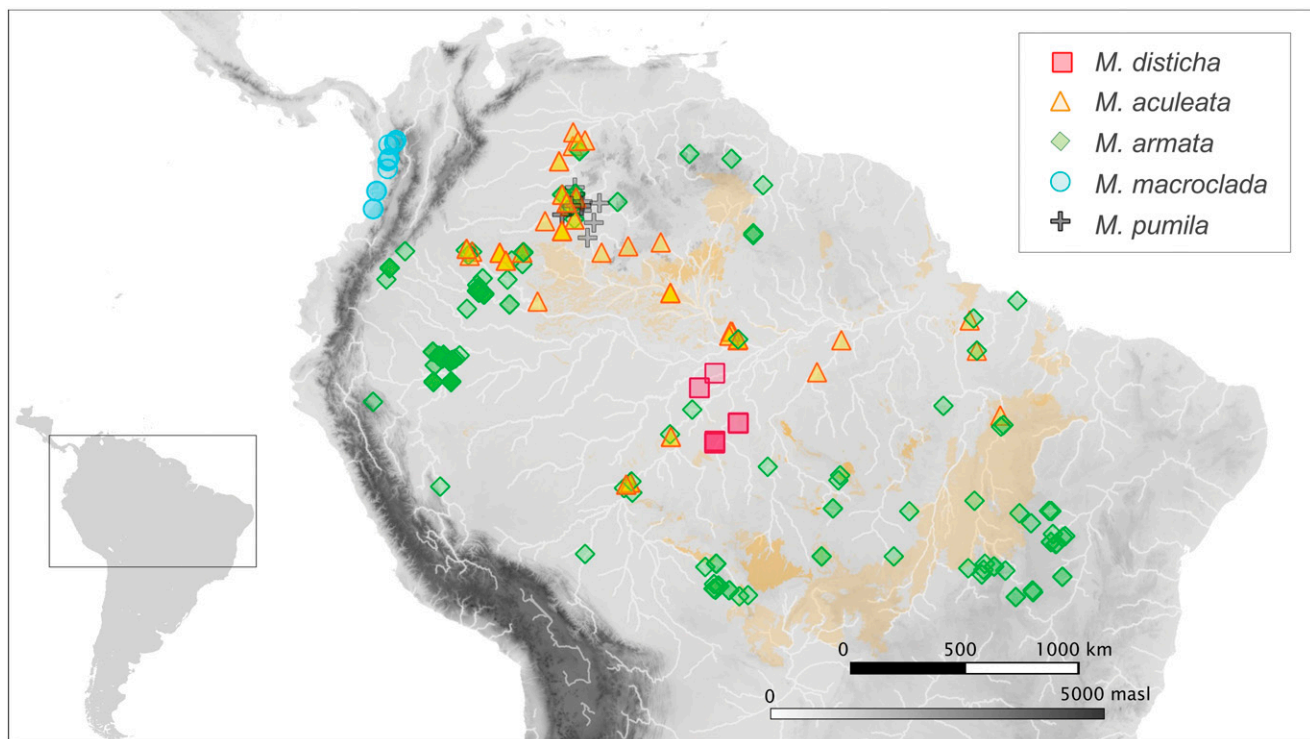 M. disticha
M. aculeata
M. armata
M. macroclada
M. pumila
0 500 1000 km
0 5000 masl